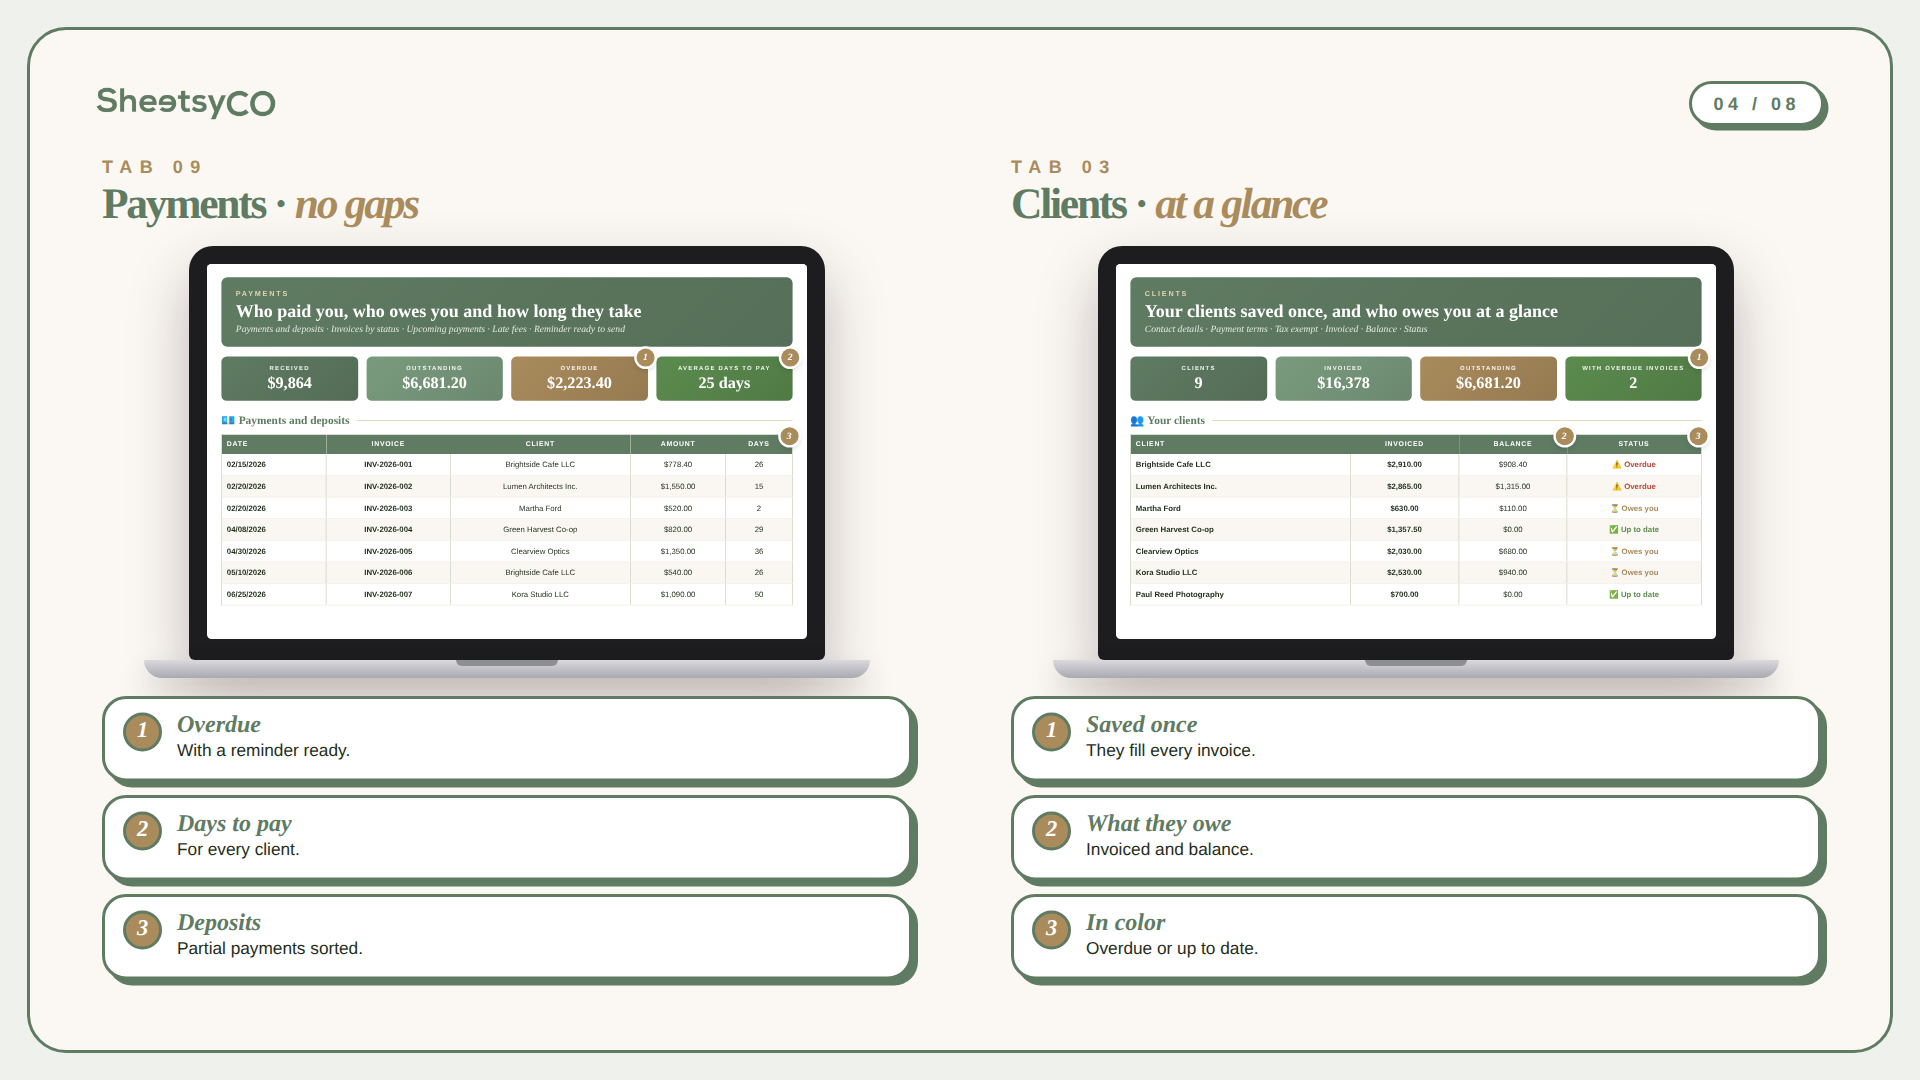 SheetsyCO
04 / 08
TAB 09
Payments · no gaps
PAYMENTS
Who paid you, who owes you and how long they take
Payments and deposits · Invoices by status · Upcoming payments · Late fees · Reminder ready to send
RECEIVED
$9,864
OUTSTANDING
$6,681.20
OVERDUE
$2,223.40
1
AVERAGE DAYS TO PAY
25 days
2
💶 Payments and deposits
DATE INVOICE CLIENT AMOUNT DAYS 3
02/15/2026 INV-2026-001 Brightside Cafe LLC $778.40 26
02/20/2026 INV-2026-002 Lumen Architects Inc. $1,550.00 15
02/20/2026 INV-2026-003 Martha Ford $520.00 2
04/08/2026 INV-2026-004 Green Harvest Co-op $820.00 29
04/30/2026 INV-2026-005 Clearview Optics $1,350.00 36
05/10/2026 INV-2026-006 Brightside Cafe LLC $540.00 26
06/25/2026 INV-2026-007 Kora Studio LLC $1,090.00 50
1 Overdue
With a reminder ready.
2 Days to pay
For every client.
3 Deposits
Partial payments sorted.
TAB 03
Clients · at a glance
CLIENTS
Your clients saved once, and who owes you at a glance
Contact details · Payment terms · Tax exempt · Invoiced · Balance · Status
CLIENTS
9
INVOICED
$16,378
OUTSTANDING
$6,681.20
WITH OVERDUE INVOICES
2
1
👥 Your clients
CLIENT INVOICED BALANCE 2 STATUS 3
Brightside Cafe LLC $2,910.00 $908.40 ⚠️ Overdue
Lumen Architects Inc. $2,865.00 $1,315.00 ⚠️ Overdue
Martha Ford $630.00 $110.00 ⏳ Owes you
Green Harvest Co-op $1,357.50 $0.00 ✅ Up to date
Clearview Optics $2,030.00 $680.00 ⏳ Owes you
Kora Studio LLC $2,530.00 $940.00 ⏳ Owes you
Paul Reed Photography $700.00 $0.00 ✅ Up to date
1 Saved once
They fill every invoice.
2 What they owe
Invoiced and balance.
3 In color
Overdue or up to date.